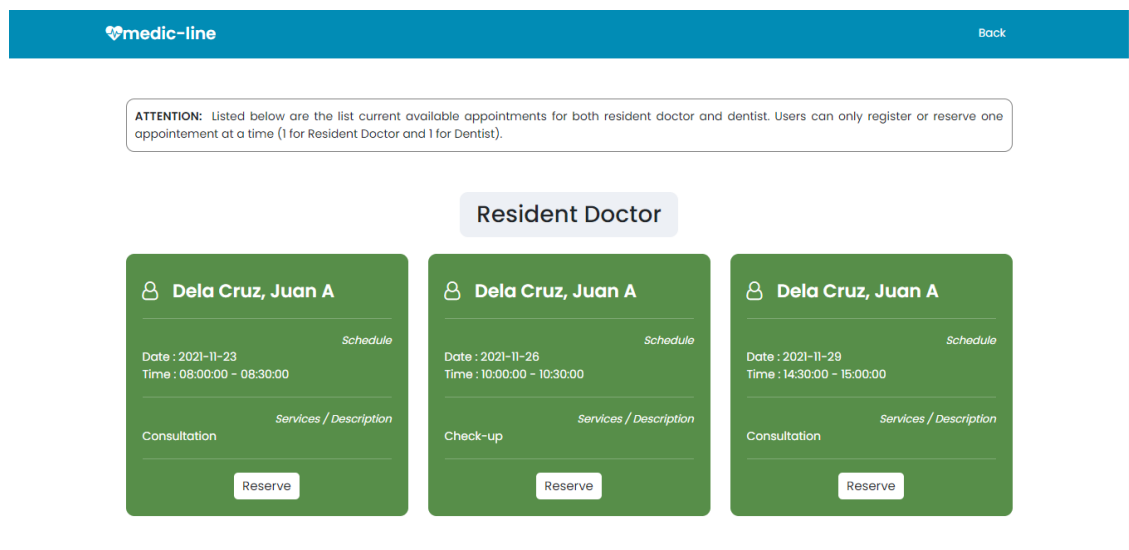 medic-line
Back
ATTENTION: Listed below are the list current available appointments for both resident doctor and dentist. Users can only register or reserve one
appointement at a time (1 for Resident Doctor and 1 for Dentist).
Resident Doctor
Dela Cruz, Juan A
Schedule
Date : 2021-11-23
Time : 08:00:00 - 08:30:00
Services / Description
Consultation
Reserve
Dela Cruz, Juan A
Schedule
Date : 2021-11-26
Time : 10:00:00 - 10:30:00
Services / Description
Check-up
Reserve
Dela Cruz, Juan A
Schedule
Date : 2021-11-29
Time : 14:30:00 - 15:00:00
Services / Description
Consultation
Reserve